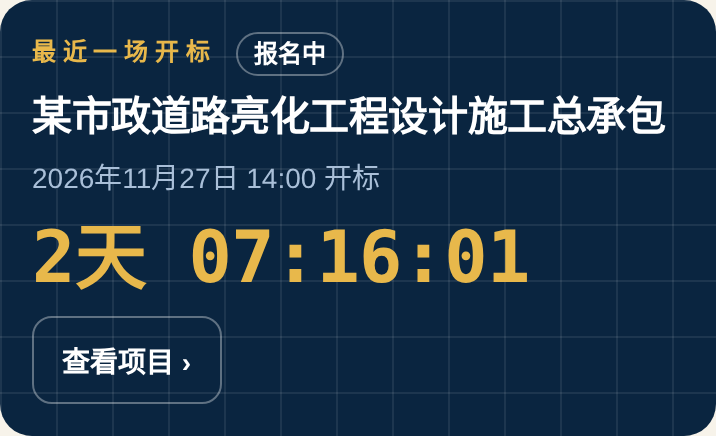 最近一场开标 报名中
某市政道路亮化工程设计施工总承包
2026年11月27日 14:00 开标
2天 07:16:01
查看项目 ›